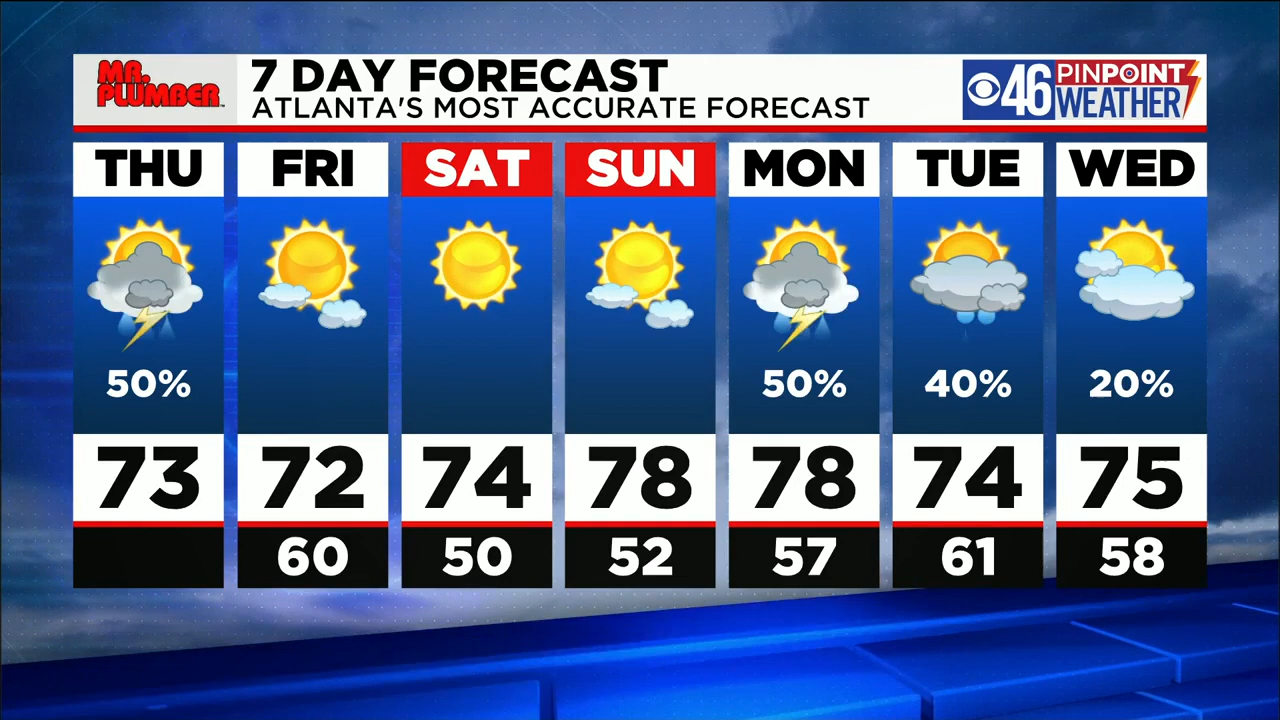 MR. PLUMBER
7 DAY FORECAST
ATLANTA'S MOST ACCURATE FORECAST
46 PINPOINT WEATHER
THU FRI SAT SUN MON TUE WED
50% 50% 40% 20%
73 72 74 78 78 74 75
60 50 52 57 61 58